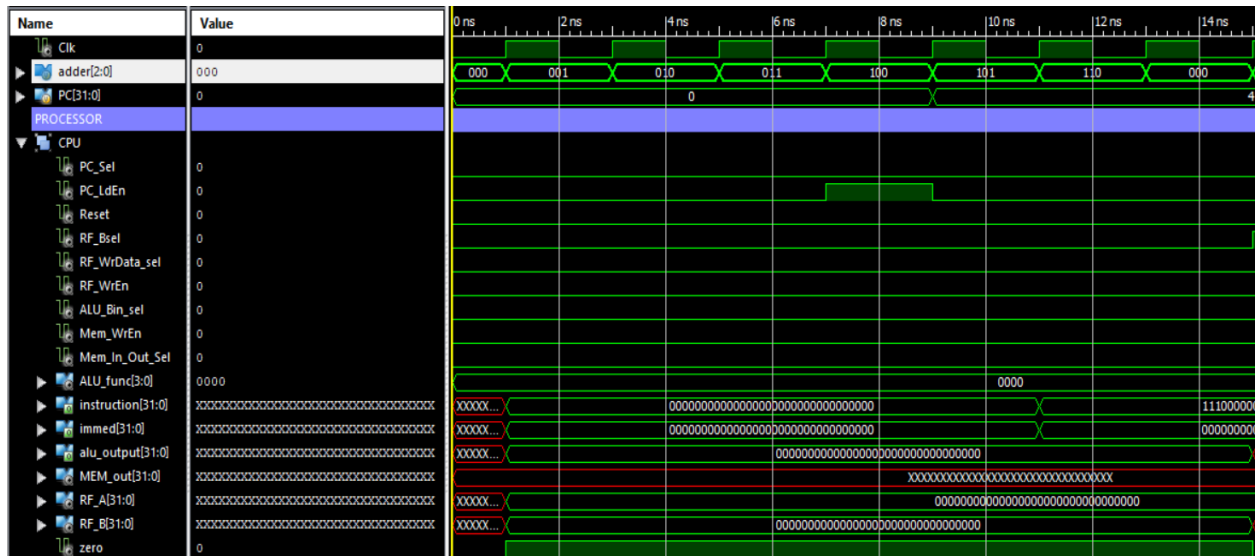 Name Value 0 ns 2 ns 4 ns 6 ns 8 ns 10 ns 12 ns 14 ns
Clk 0
adder[2:0] 000 000 001 010 011 100 101 110 000
PC[31:0] 0 0 4
PROCESSOR
CPU
PC_Sel 0
PC_LdEn 0
Reset 0
RF_Bsel 0
RF_WrData_sel 0
RF_WrEn 0
ALU_Bin_sel 0
Mem_WrEn 0
Mem_In_Out_Sel 0
ALU_func[3:0] 0000 0000
instruction[31:0] XXXXXXXXXXXXXXXXXXXXXXXXXXXXXXXX XXXXX... 00000000000000000000000000000000 11100000
immed[31:0] XXXXXXXXXXXXXXXXXXXXXXXXXXXXXXXX XXXXX... 00000000000000000000000000000000 00000000
alu_output[31:0] XXXXXXXXXXXXXXXXXXXXXXXXXXXXXXXX XXXXX... 00000000000000000000000000000000
MEM_out[31:0] XXXXXXXXXXXXXXXXXXXXXXXXXXXXXXXX XXXXXXXXXXXXXXXXXXXXXXXXXXXXXXXX
RF_A[31:0] XXXXXXXXXXXXXXXXXXXXXXXXXXXXXXXX XXXXX... 00000000000000000000000000000000
RF_B[31:0] XXXXXXXXXXXXXXXXXXXXXXXXXXXXXXXX XXXXX... 00000000000000000000000000000000
zero 0